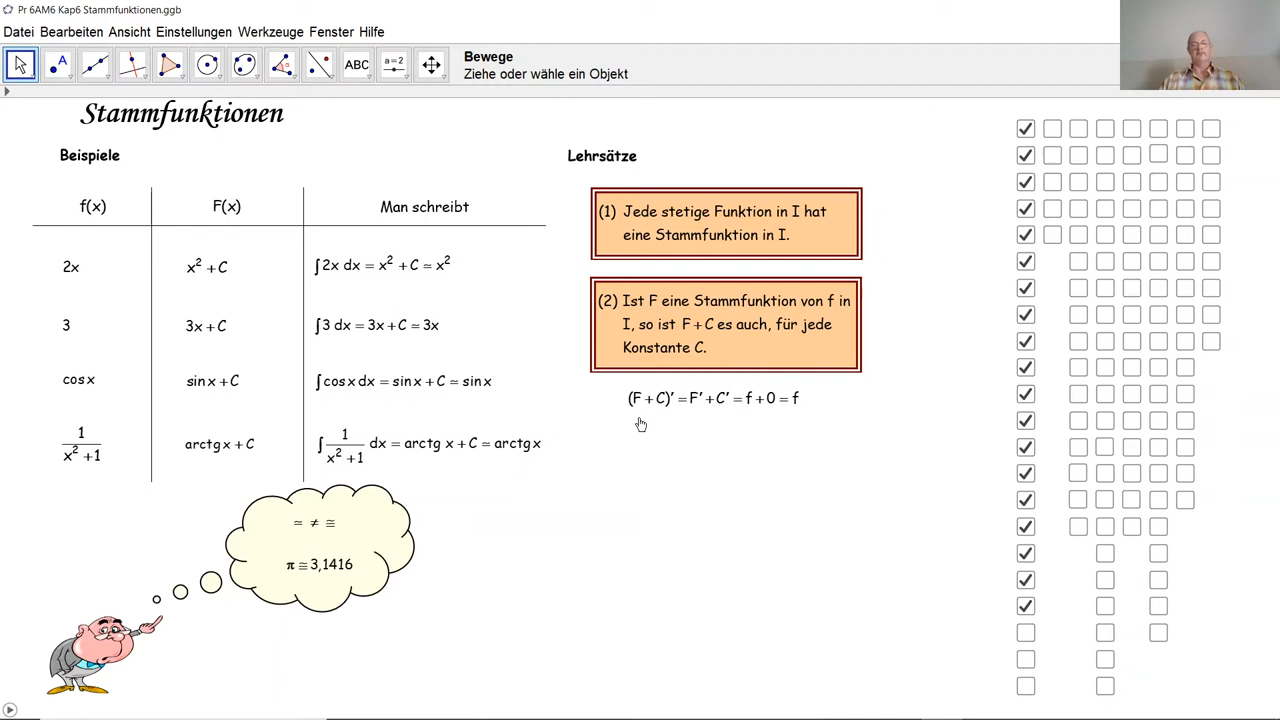 Pr 6AM6 Kap6 Stammfunktionen.ggb
Datei Bearbeiten Ansicht Einstellungen Werkzeuge Fenster Hilfe
A
ABC
a=2
Bewege
Ziehe oder wähle ein Objekt
Stammfunktionen
Beispiele
f(x) F(x) Man schreibt
2x x² + C ∫2x dx = x² + C ≃ x²
3 3x + C ∫3 dx = 3x + C ≃ 3x
cos x sin x + C ∫cos x dx = sin x + C ≃ sin x
1/(x² + 1) arctg x + C ∫ 1/(x² + 1) dx = arctg x + C ≃ arctg x
≃ ≠ ≅
π ≅ 3,1416
Lehrsätze
(1) Jede stetige Funktion in I hat
eine Stammfunktion in I.
(2) Ist F eine Stammfunktion von f in
I, so ist F + C es auch, für jede
Konstante C.
(F + C)′ = F′ + C′ = f + 0 = f